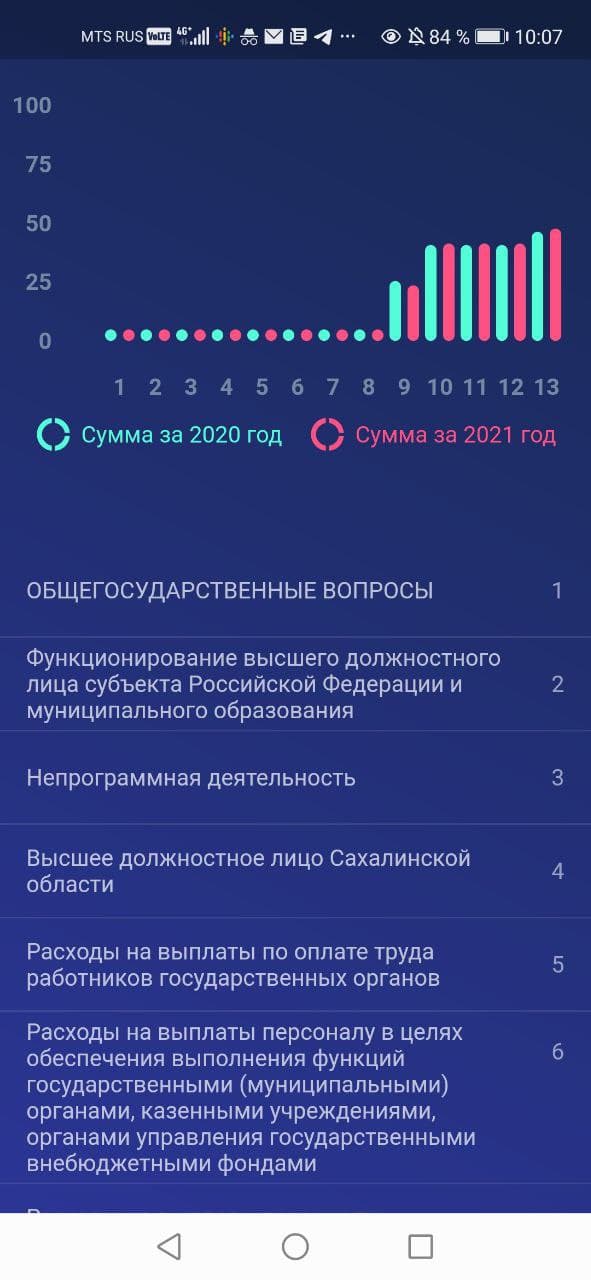 MTS RUS VoLTE 4G+ 84 % 10:07
100
75
50
25
0
1 2 3 4 5 6 7 8 9 10 11 12 13
Сумма за 2020 год Сумма за 2021 год
ОБЩЕГОСУДАРСТВЕННЫЕ ВОПРОСЫ 1
Функционирование высшего должностного
лица субъекта Российской Федерации и 2
муниципального образования
Непрограммная деятельность 3
Высшее должностное лицо Сахалинской
области 4
Расходы на выплаты по оплате труда
работников государственных органов 5
Расходы на выплаты персоналу в целях
обеспечения выполнения функций 6
государственными (муниципальными)
органами, казенными учреждениями,
органами управления государственными
внебюджетными фондами